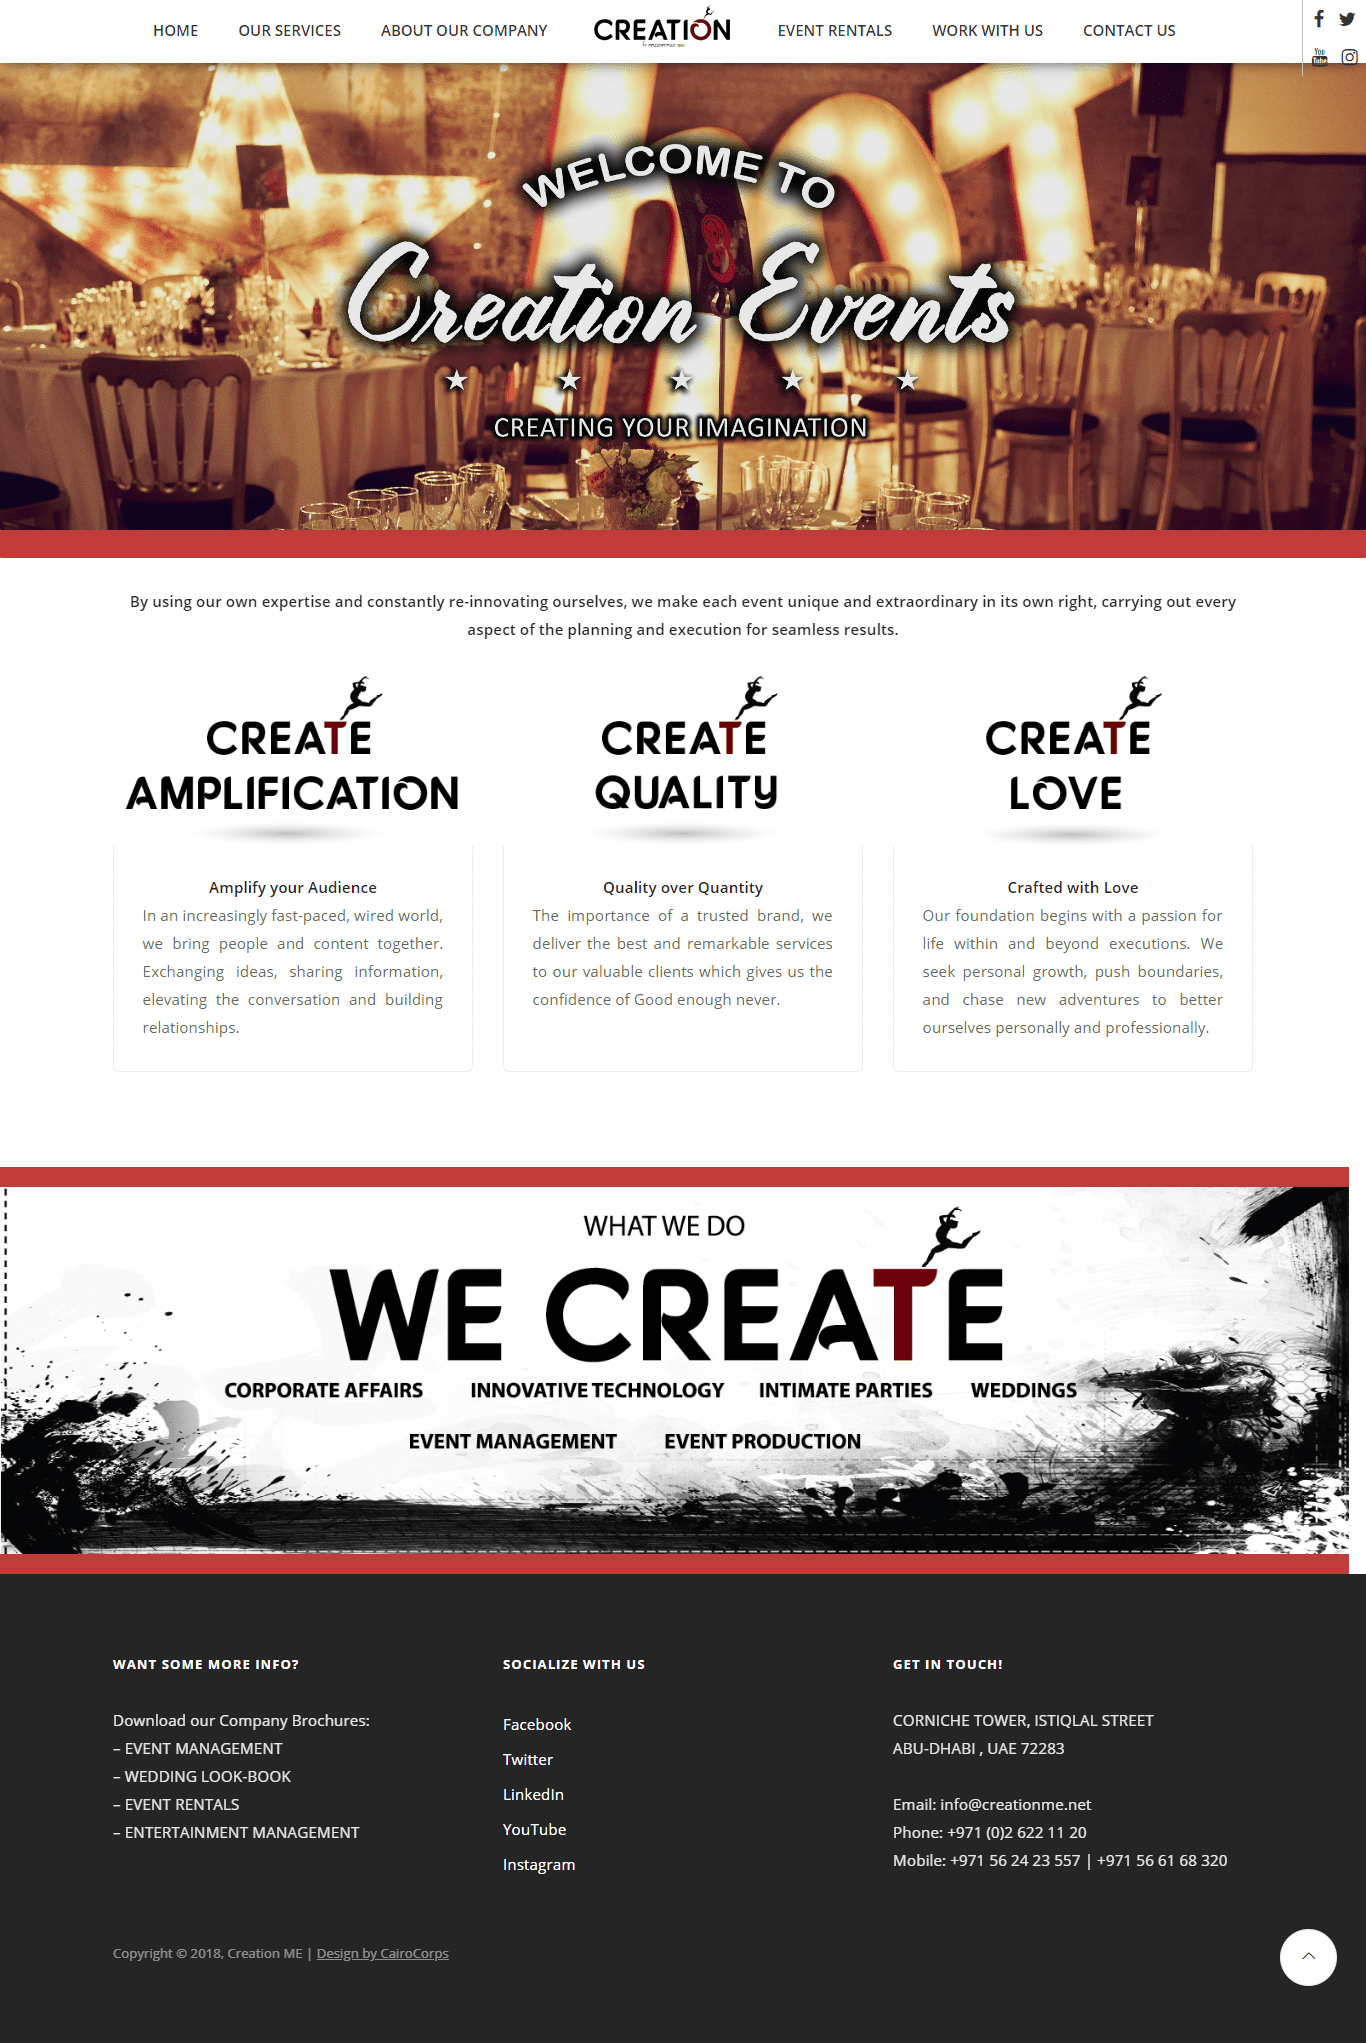 HOME OUR SERVICES ABOUT OUR COMPANY CREATION EVENT RENTALS WORK WITH US CONTACT US
You
Tube
WELCOME TO
Creation Events
CREATING YOUR IMAGINATION
By using our own expertise and constantly re-innovating ourselves, we make each event unique and extraordinary in its own right, carrying out every
aspect of the planning and execution for seamless results.
CREATE
AMPLIFICATION
Amplify your Audience
In an increasingly fast-paced, wired world,
we bring people and content together.
Exchanging ideas, sharing information,
elevating the conversation and building
relationships.
CREATE
QUALITY
Quality over Quantity
The importance of a trusted brand, we
deliver the best and remarkable services
to our valuable clients which gives us the
confidence of Good enough never.
CREATE
LOVE
Crafted with Love
Our foundation begins with a passion for
life within and beyond executions. We
seek personal growth, push boundaries,
and chase new adventures to better
ourselves personally and professionally.
WHAT WE DO
WE CREATE
CORPORATE AFFAIRS INNOVATIVE TECHNOLOGY INTIMATE PARTIES WEDDINGS
EVENT MANAGEMENT EVENT PRODUCTION
WANT SOME MORE INFO?
Download our Company Brochures:
– EVENT MANAGEMENT
– WEDDING LOOK-BOOK
– EVENT RENTALS
– ENTERTAINMENT MANAGEMENT
SOCIALIZE WITH US
Facebook
Twitter
LinkedIn
YouTube
Instagram
GET IN TOUCH!
CORNICHE TOWER, ISTIQLAL STREET
ABU-DHABI , UAE 72283
Email: info@creationme.net
Phone: +971 (0)2 622 11 20
Mobile: +971 56 24 23 557 | +971 56 61 68 320
Copyright © 2018, Creation ME | Design by CairoCorps